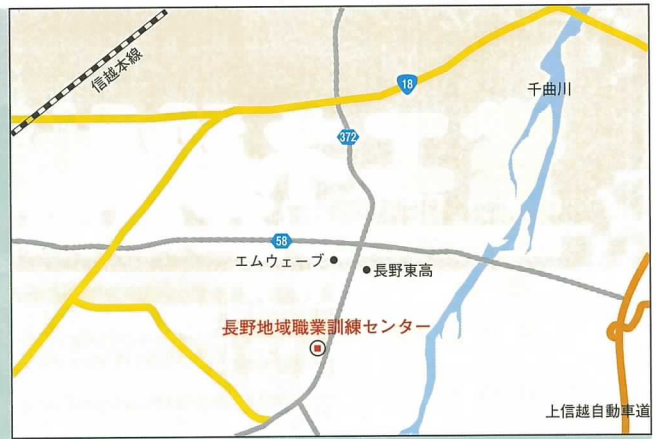 信越本線
18
千曲川
372
58
エムウェーブ
長野東高
長野地域職業訓練センター
上信越自動車道